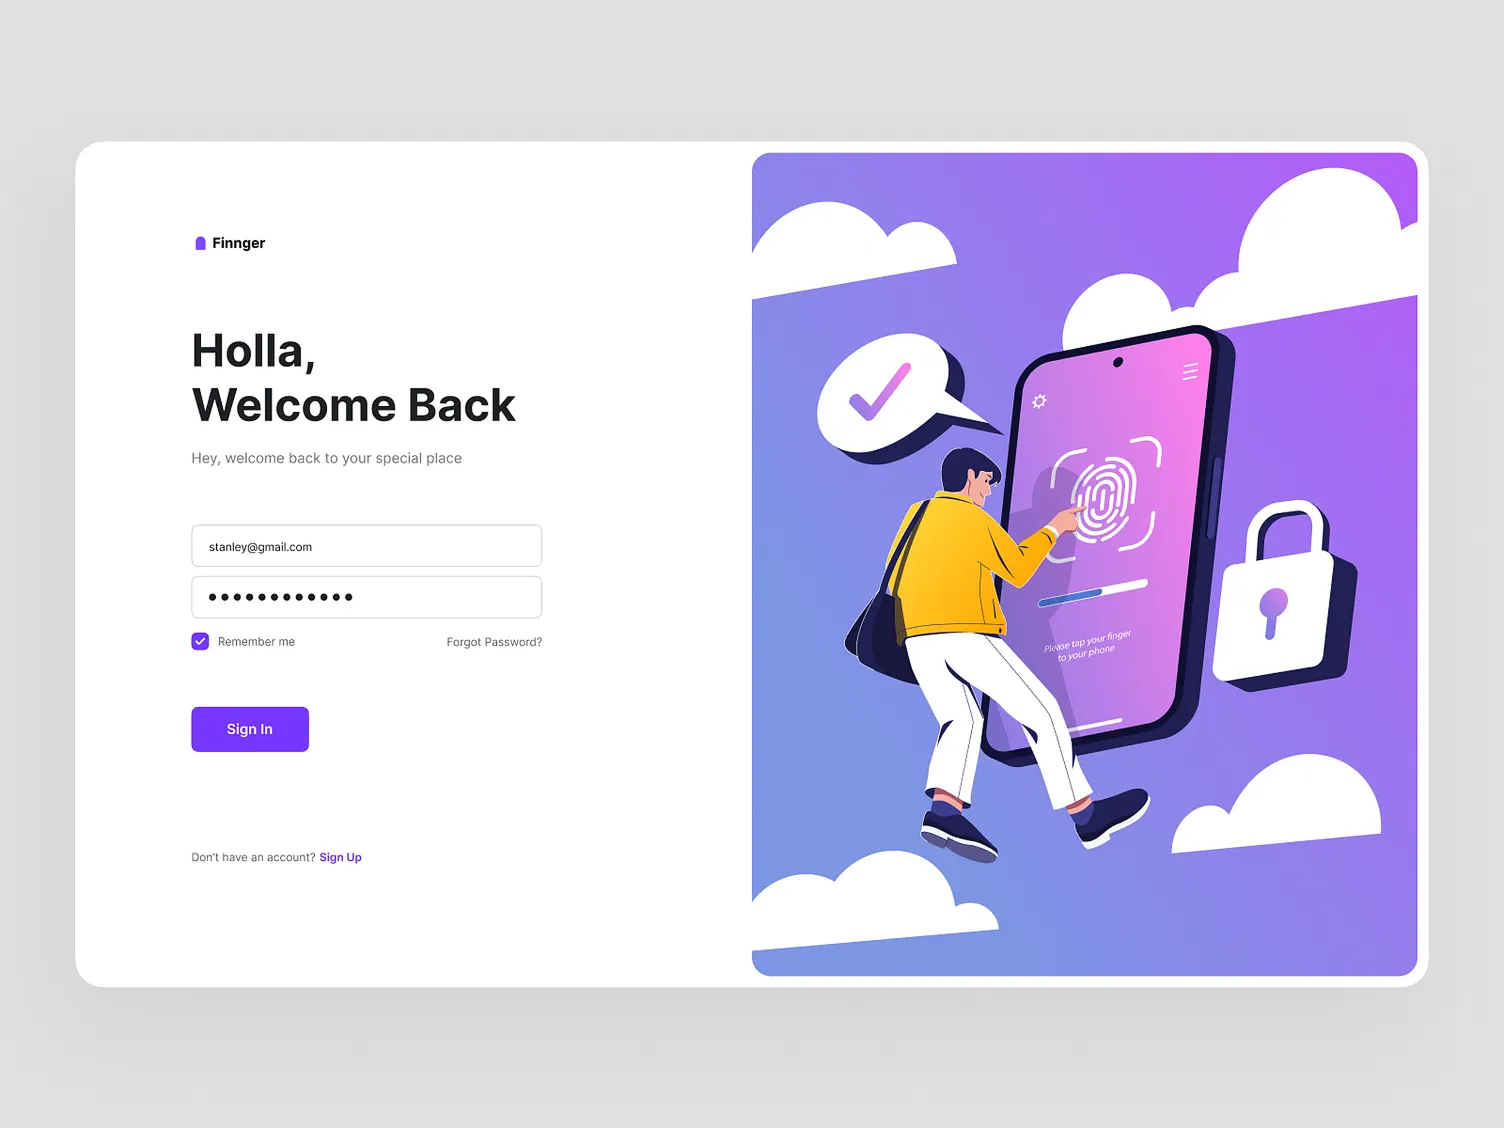 Finnger
Holla,
Welcome Back
Hey, welcome back to your special place
stanley@gmail.com
Remember me
Forgot Password?
Sign In
Don't have an account? Sign Up
Please tap your finger
to your phone